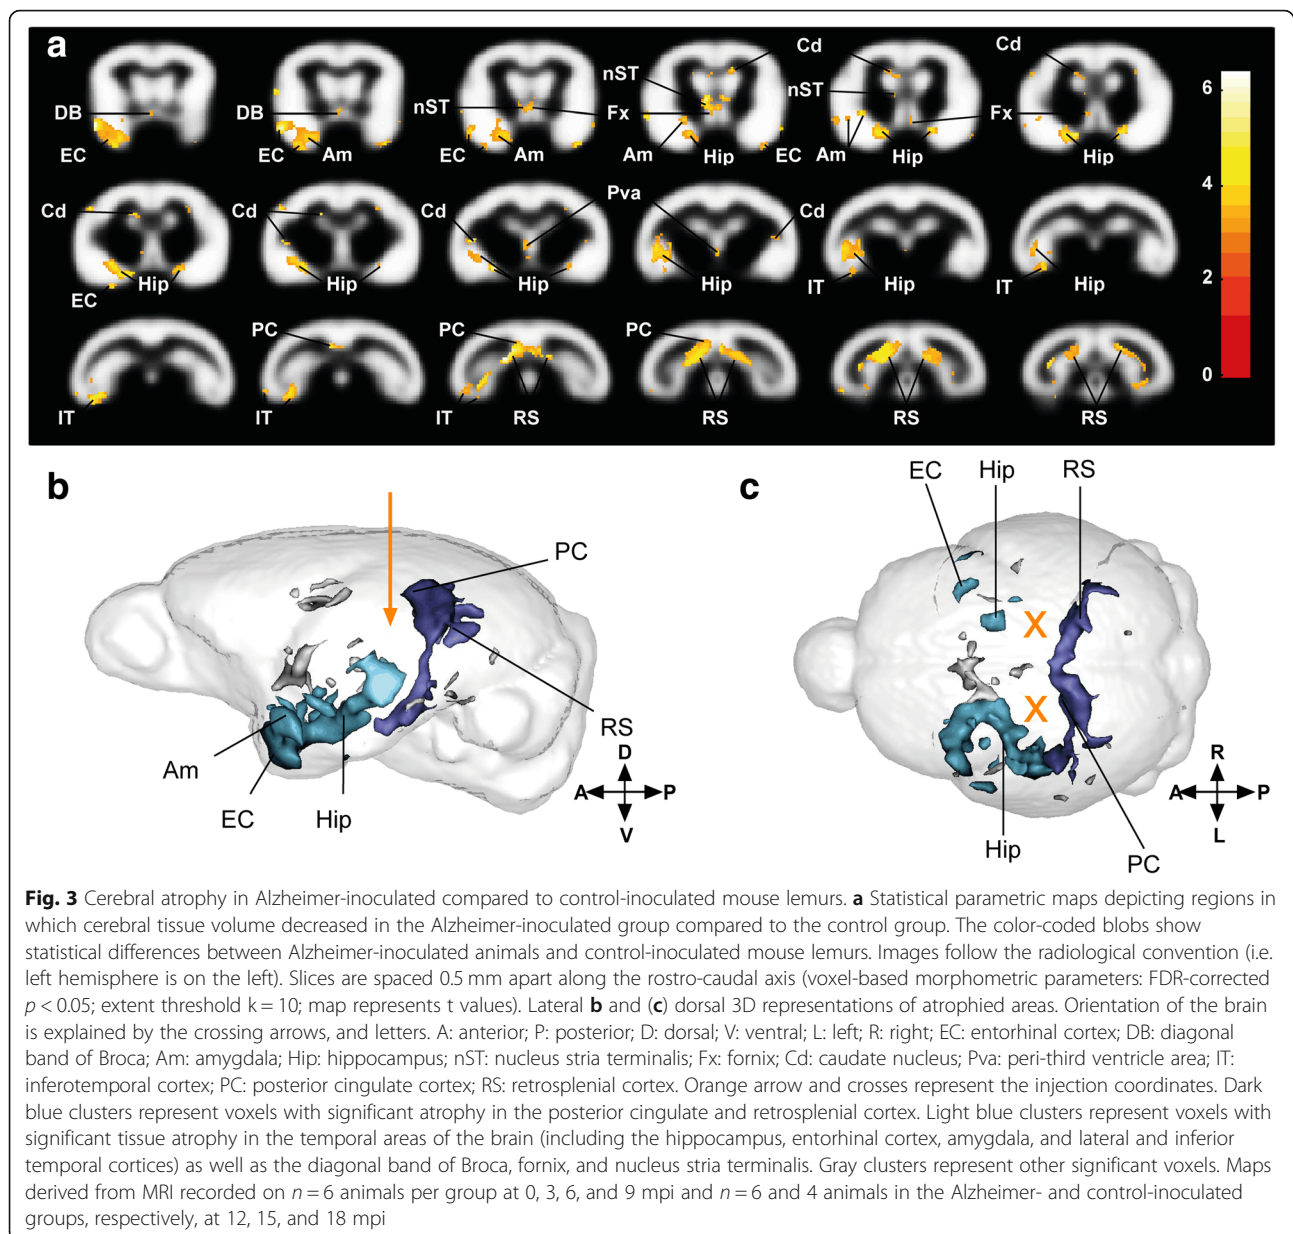 a
Cd
Cd
6
nST
nST
DB
DB
nST
Fx
Fx
EC
EC
Am
EC
Am
Am
Hip
EC
Am
Hip
Hip
4
Pva
Cd
Cd
Cd
Cd
Hip
Hip
Hip
Hip
IT
Hip
IT
Hip
EC
2
PC
PC
PC
0
IT
IT
IT
RS
RS
RS
RS
b
PC
RS
Am
EC
Hip
D
A
P
V
c
EC
Hip
RS
X
X
R
A
P
L
Hip
PC
Fig. 3 Cerebral atrophy in Alzheimer-inoculated compared to control-inoculated mouse lemurs. a Statistical parametric maps depicting regions in
which cerebral tissue volume decreased in the Alzheimer-inoculated group compared to the control group. The color-coded blobs show
statistical differences between Alzheimer-inoculated animals and control-inoculated mouse lemurs. Images follow the radiological convention (i.e.
left hemisphere is on the left). Slices are spaced 0.5 mm apart along the rostro-caudal axis (voxel-based morphometric parameters: FDR-corrected
p < 0.05; extent threshold k = 10; map represents t values). Lateral b and (c) dorsal 3D representations of atrophied areas. Orientation of the brain
is explained by the crossing arrows, and letters. A: anterior; P: posterior; D: dorsal; V: ventral; L: left; R: right; EC: entorhinal cortex; DB: diagonal
band of Broca; Am: amygdala; Hip: hippocampus; nST: nucleus stria terminalis; Fx: fornix; Cd: caudate nucleus; Pva: peri-third ventricle area; IT:
inferotemporal cortex; PC: posterior cingulate cortex; RS: retrosplenial cortex. Orange arrow and crosses represent the injection coordinates. Dark
blue clusters represent voxels with significant atrophy in the posterior cingulate and retrosplenial cortex. Light blue clusters represent voxels with
significant tissue atrophy in the temporal areas of the brain (including the hippocampus, entorhinal cortex, amygdala, and lateral and inferior
temporal cortices) as well as the diagonal band of Broca, fornix, and nucleus stria terminalis. Gray clusters represent other significant voxels. Maps
derived from MRI recorded on n = 6 animals per group at 0, 3, 6, and 9 mpi and n = 6 and 4 animals in the Alzheimer- and control-inoculated
groups, respectively, at 12, 15, and 18 mpi